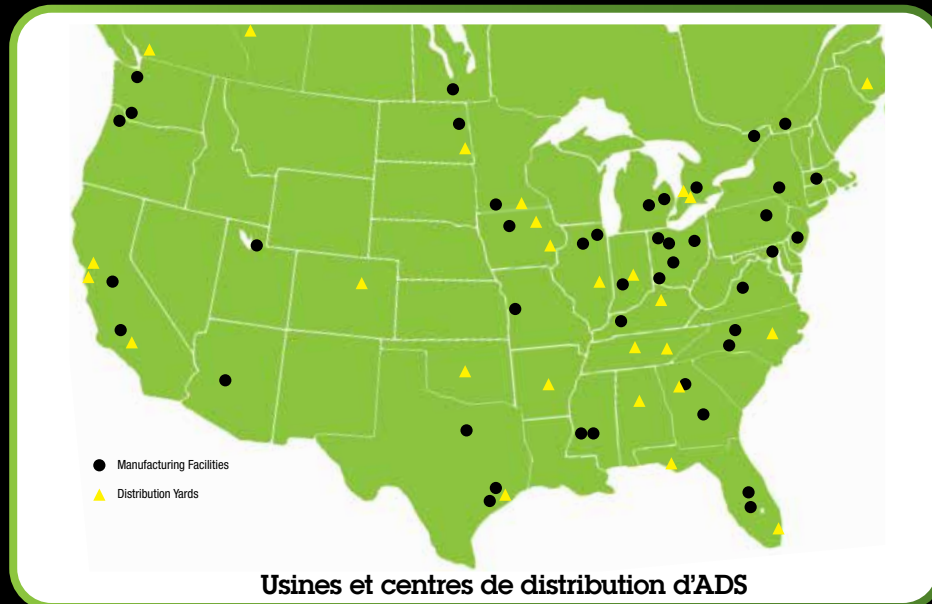 Manufacturing Facilities
Distribution Yards
Usines et centres de distribution d'ADS